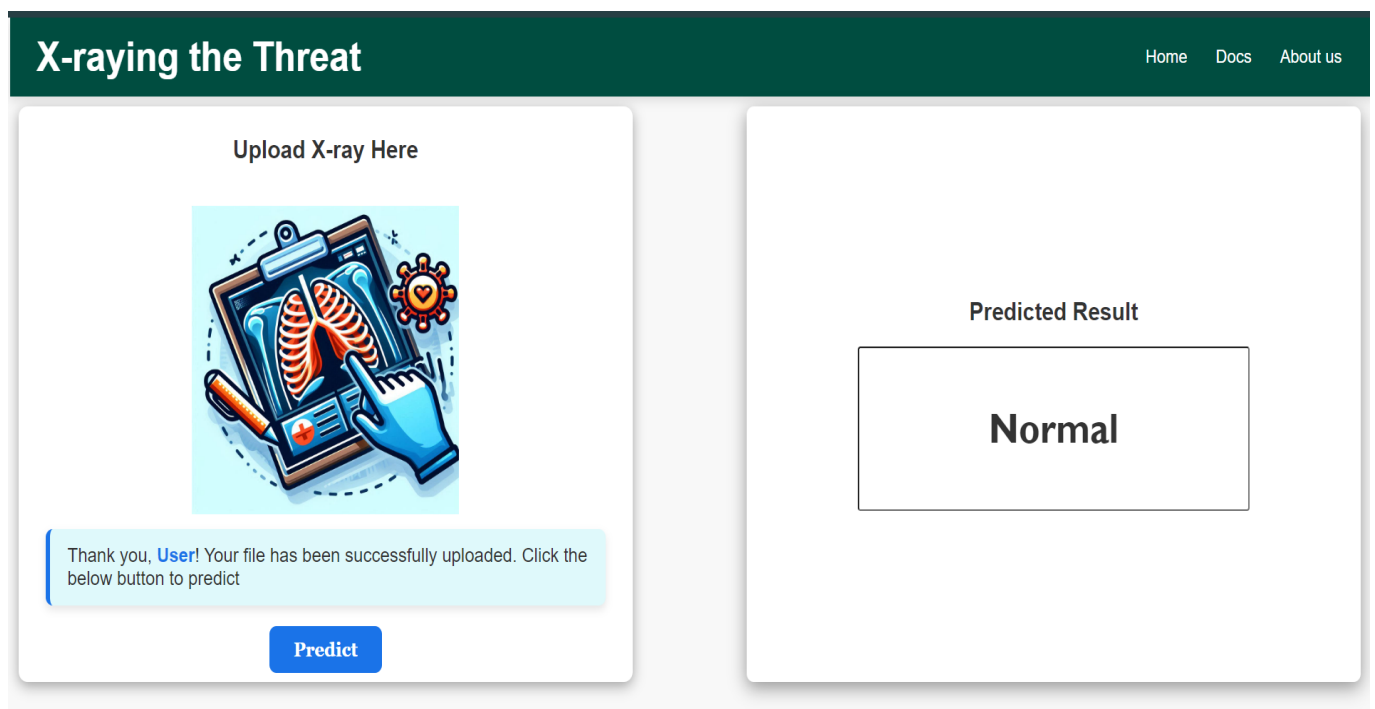 X-raying the Threat
Home Docs About us
Upload X-ray Here
Thank you, User! Your file has been successfully uploaded. Click the
below button to predict
Predict
Predicted Result
Normal